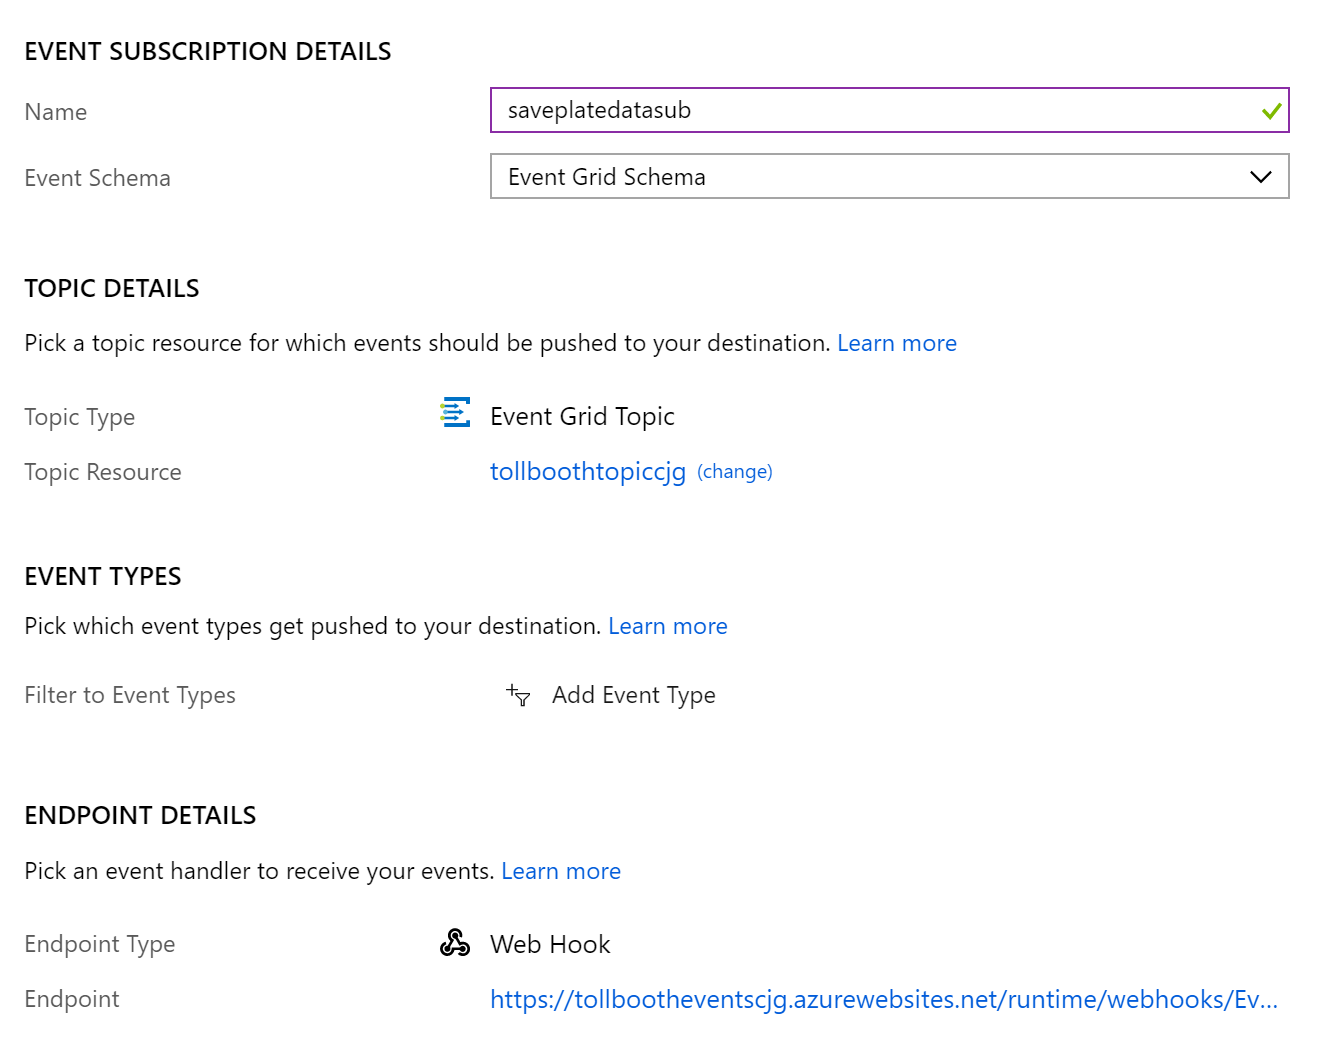 EVENT SUBSCRIPTION DETAILS
Name saveplatedatasub
Event Schema Event Grid Schema
TOPIC DETAILS
Pick a topic resource for which events should be pushed to your destination. Learn more
Topic Type Event Grid Topic
Topic Resource tollboothtopiccjg (change)
EVENT TYPES
Pick which event types get pushed to your destination. Learn more
Filter to Event Types Add Event Type
ENDPOINT DETAILS
Pick an event handler to receive your events. Learn more
Endpoint Type Web Hook
Endpoint https://tollbootheventscjg.azurewebsites.net/runtime/webhooks/Ev...